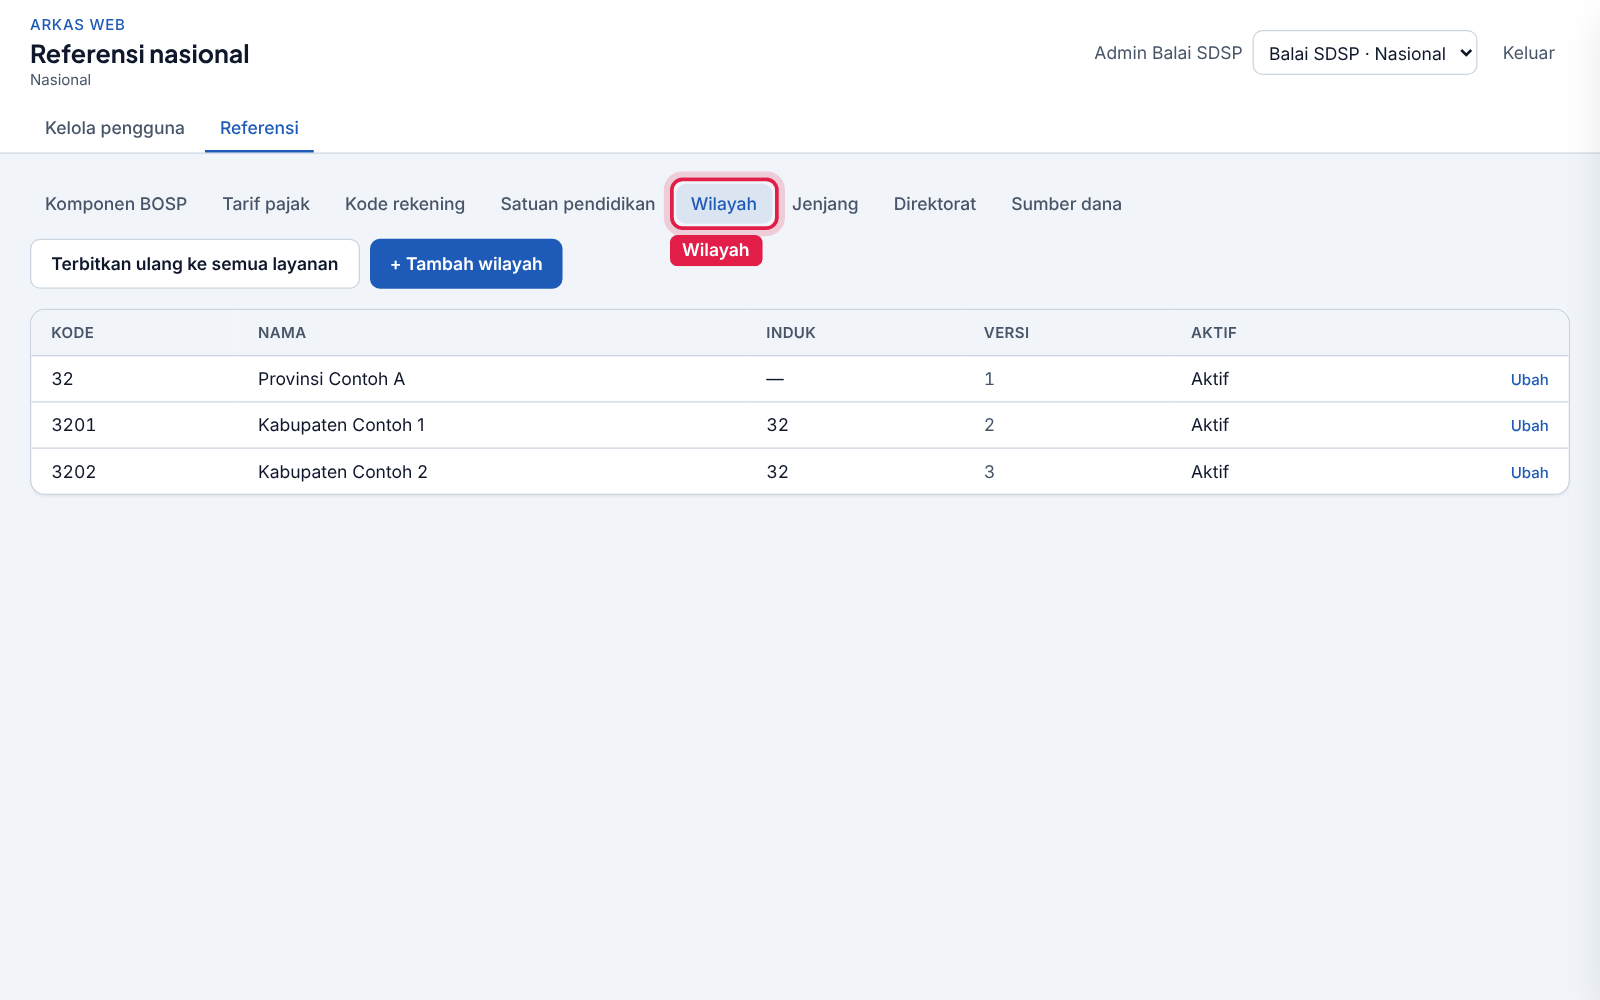 ARKAS WEB
Referensi nasional
Nasional
Admin Balai SDSP
Balai SDSP · Nasional
Keluar
Kelola pengguna
Referensi
Komponen BOSP
Tarif pajak
Kode rekening
Satuan pendidikan
Wilayah
Jenjang
Direktorat
Sumber dana
Wilayah
Terbitkan ulang ke semua layanan
+ Tambah wilayah
KODE NAMA INDUK VERSI AKTIF
32 Provinsi Contoh A — 1 Aktif Ubah
3201 Kabupaten Contoh 1 32 2 Aktif Ubah
3202 Kabupaten Contoh 2 32 3 Aktif Ubah